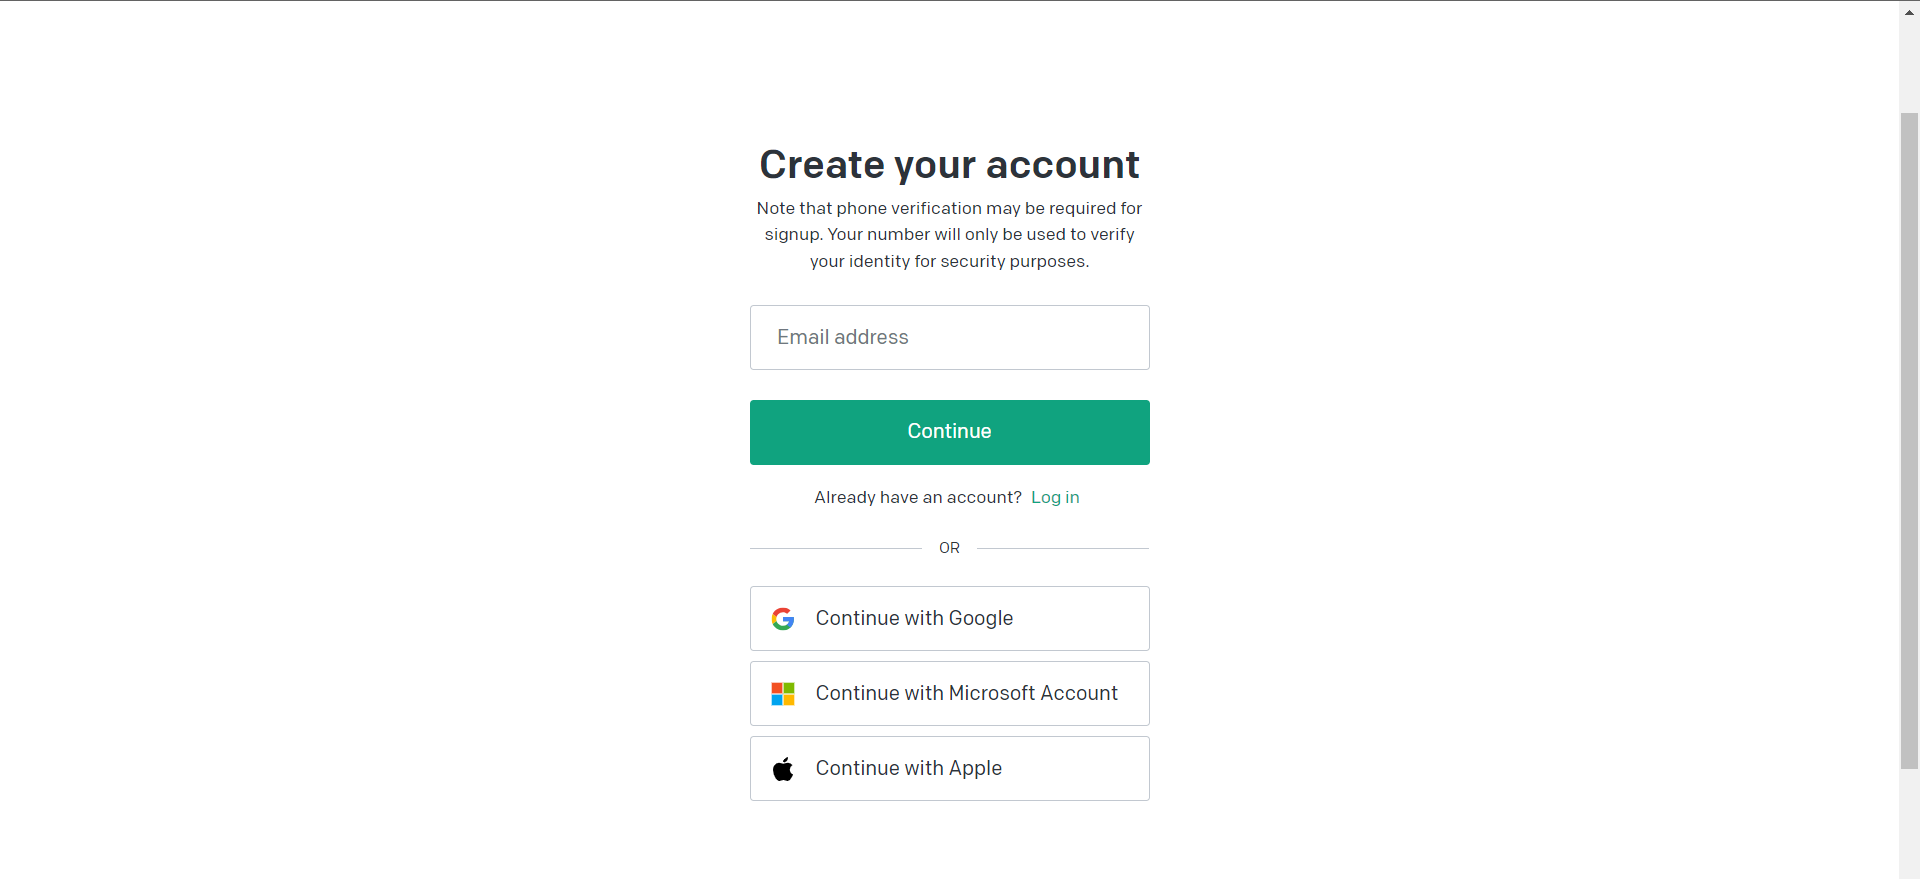 Create your account
Note that phone verification may be required for
signup. Your number will only be used to verify
your identity for security purposes.
Email address
Continue
Already have an account? Log in
OR
Continue with Google
Continue with Microsoft Account
Continue with Apple